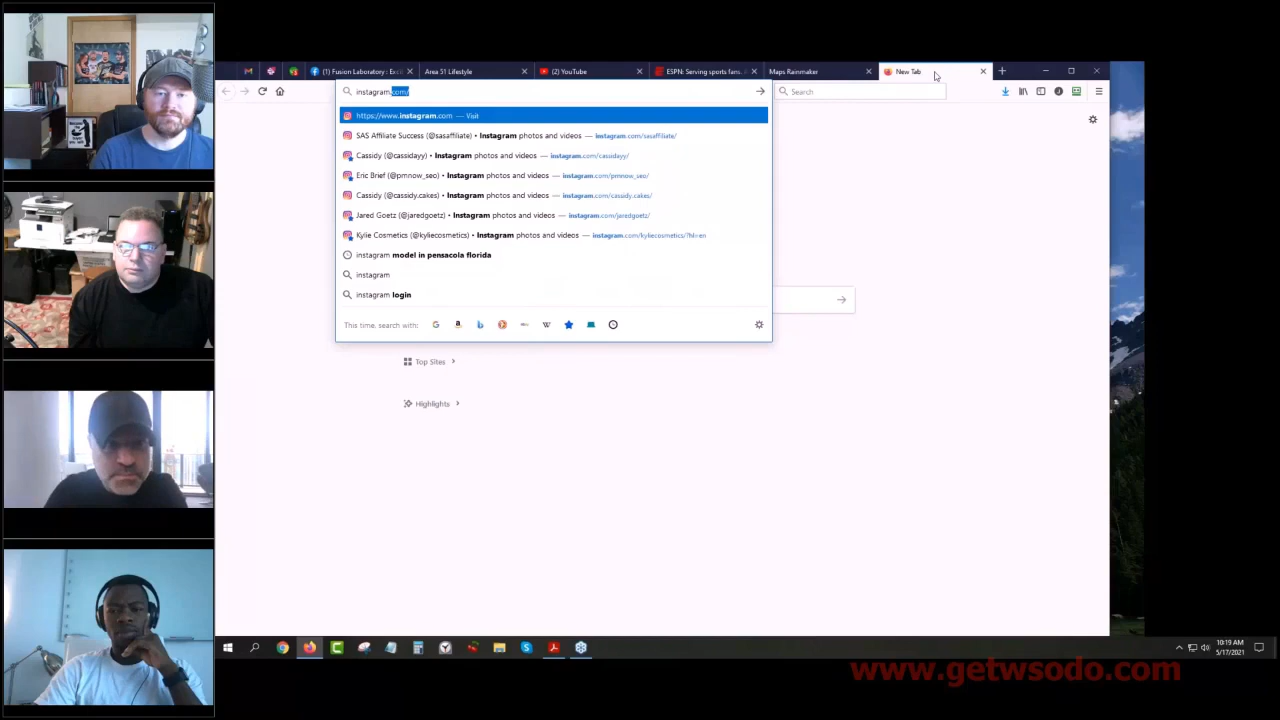 (1) Fusion Laboratory : Exoti
Area 51 Lifestyle
(2) YouTube
ESPN: Serving sports fans. A
Maps Rainmaker
New Tab
instagram.com/
Search
https://www.instagram.com — Visit
SAS Affiliate Success (@sasaffiliate) • Instagram photos and videos — instagram.com/sasaffiliate/
Cassidy (@cassidayy) • Instagram photos and videos — instagram.com/cassidayy/
Eric Brief (@pmnow_seo) • Instagram photos and videos — instagram.com/pmnow_seo/
Cassidy (@cassidy.cakes) • Instagram photos and videos — instagram.com/cassidy.cakes/
Jared Goetz (@jaredgoetz) • Instagram photos and videos — instagram.com/jaredgoetz/
Kylie Cosmetics (@kyliecosmetics) • Instagram photos and videos — instagram.com/kyliecosmetics/?hl=en
instagram model in pensacola florida
instagram
instagram login
This time, search with:
Top Sites
Highlights
10:19 AM
5/17/2021
www.getwsodo.com